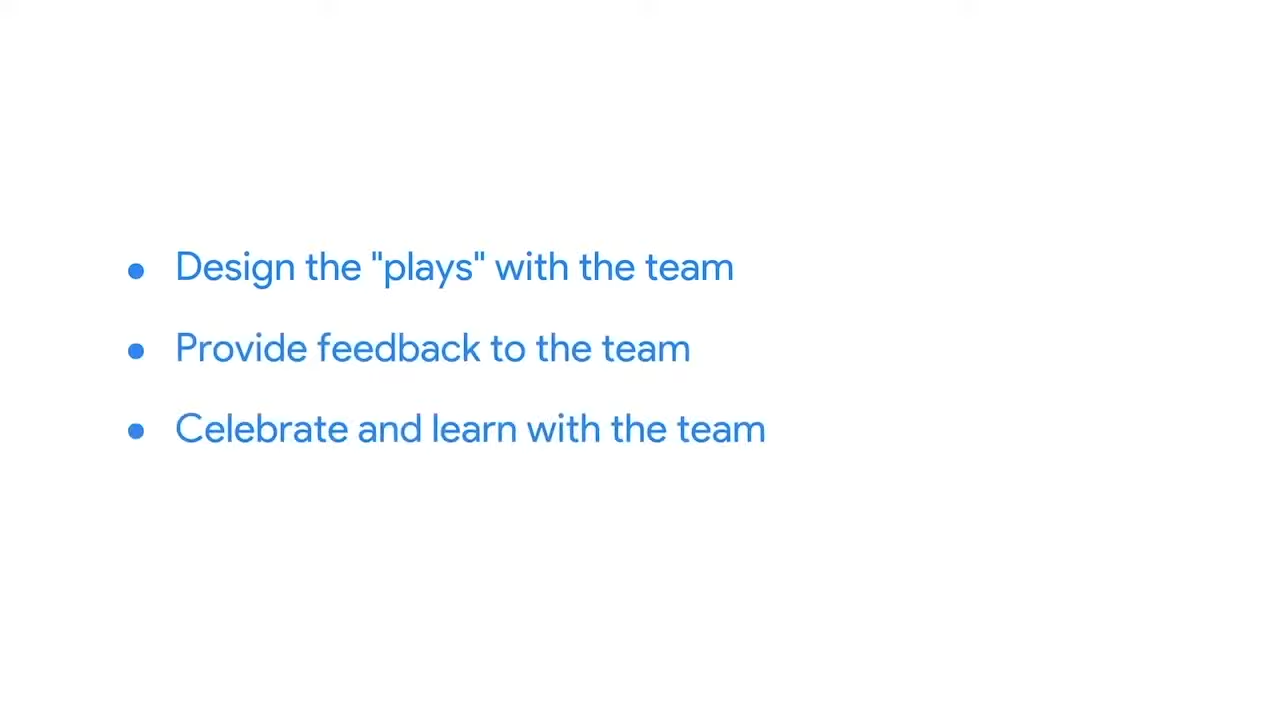 • Design the "plays" with the team
• Provide feedback to the team
• Celebrate and learn with the team